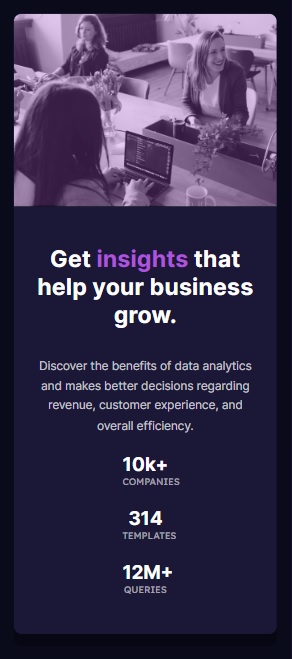 Get insights that
help your business
grow.
Discover the benefits of data analytics
and makes better decisions regarding
revenue, customer experience, and
overall efficiency.
10k+
COMPANIES
314
TEMPLATES
12M+
QUERIES